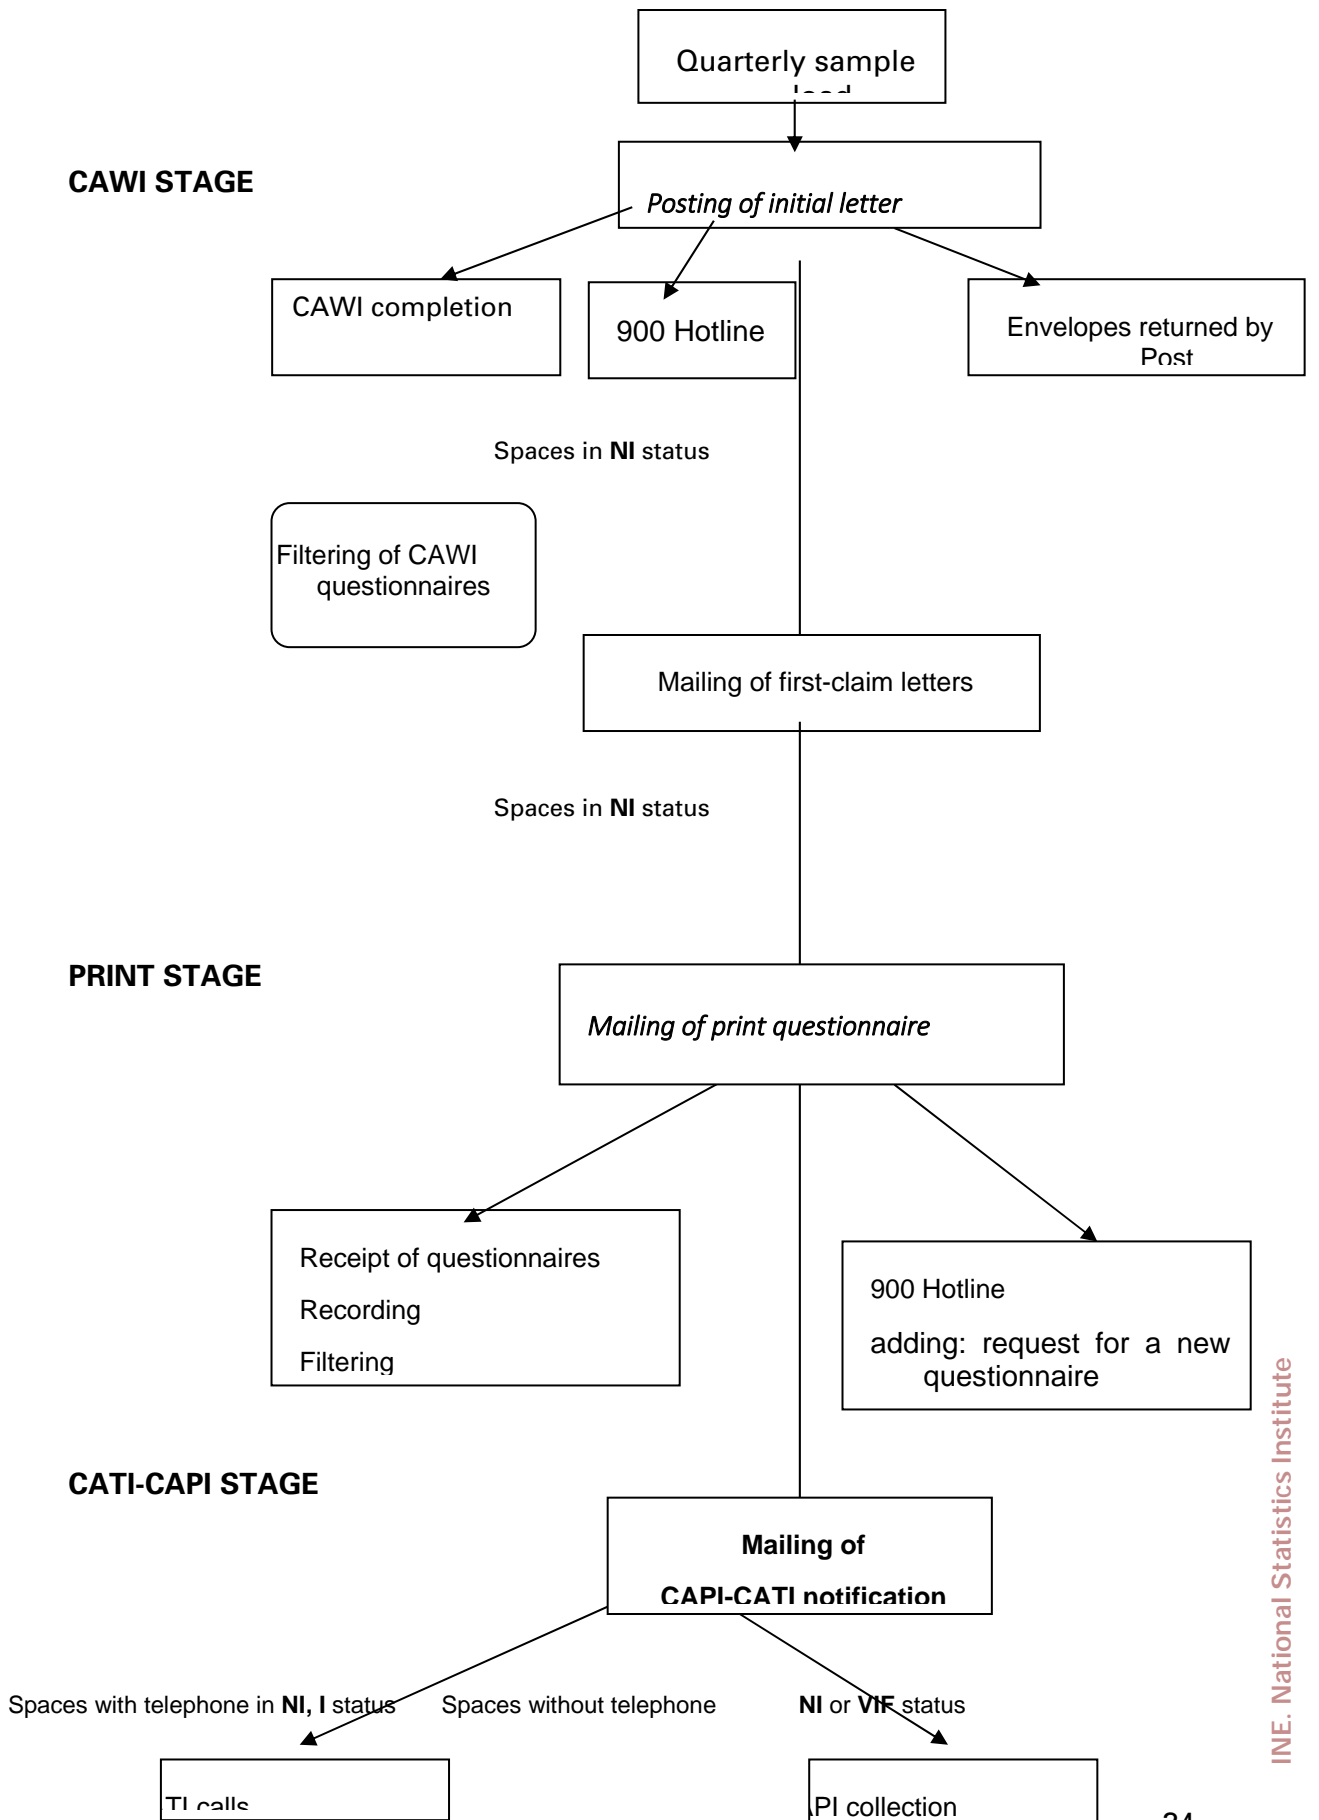 Quarterly sample
load
CAWI STAGE
Posting of initial letter
CAWI completion
900 Hotline
Envelopes returned by
Post
Spaces in NI status
Filtering of CAWI
questionnaires
Mailing of first-claim letters
Spaces in NI status
PRINT STAGE
Mailing of print questionnaire
Receipt of questionnaires
Recording
Filtering
900 Hotline
adding: request for a new
questionnaire
CATI-CAPI STAGE
Mailing of
CAPI-CATI notification
Spaces with telephone in NI, I status Spaces without telephone NI or VIF status
TI calls
PI collection
INE. National Statistics Institute